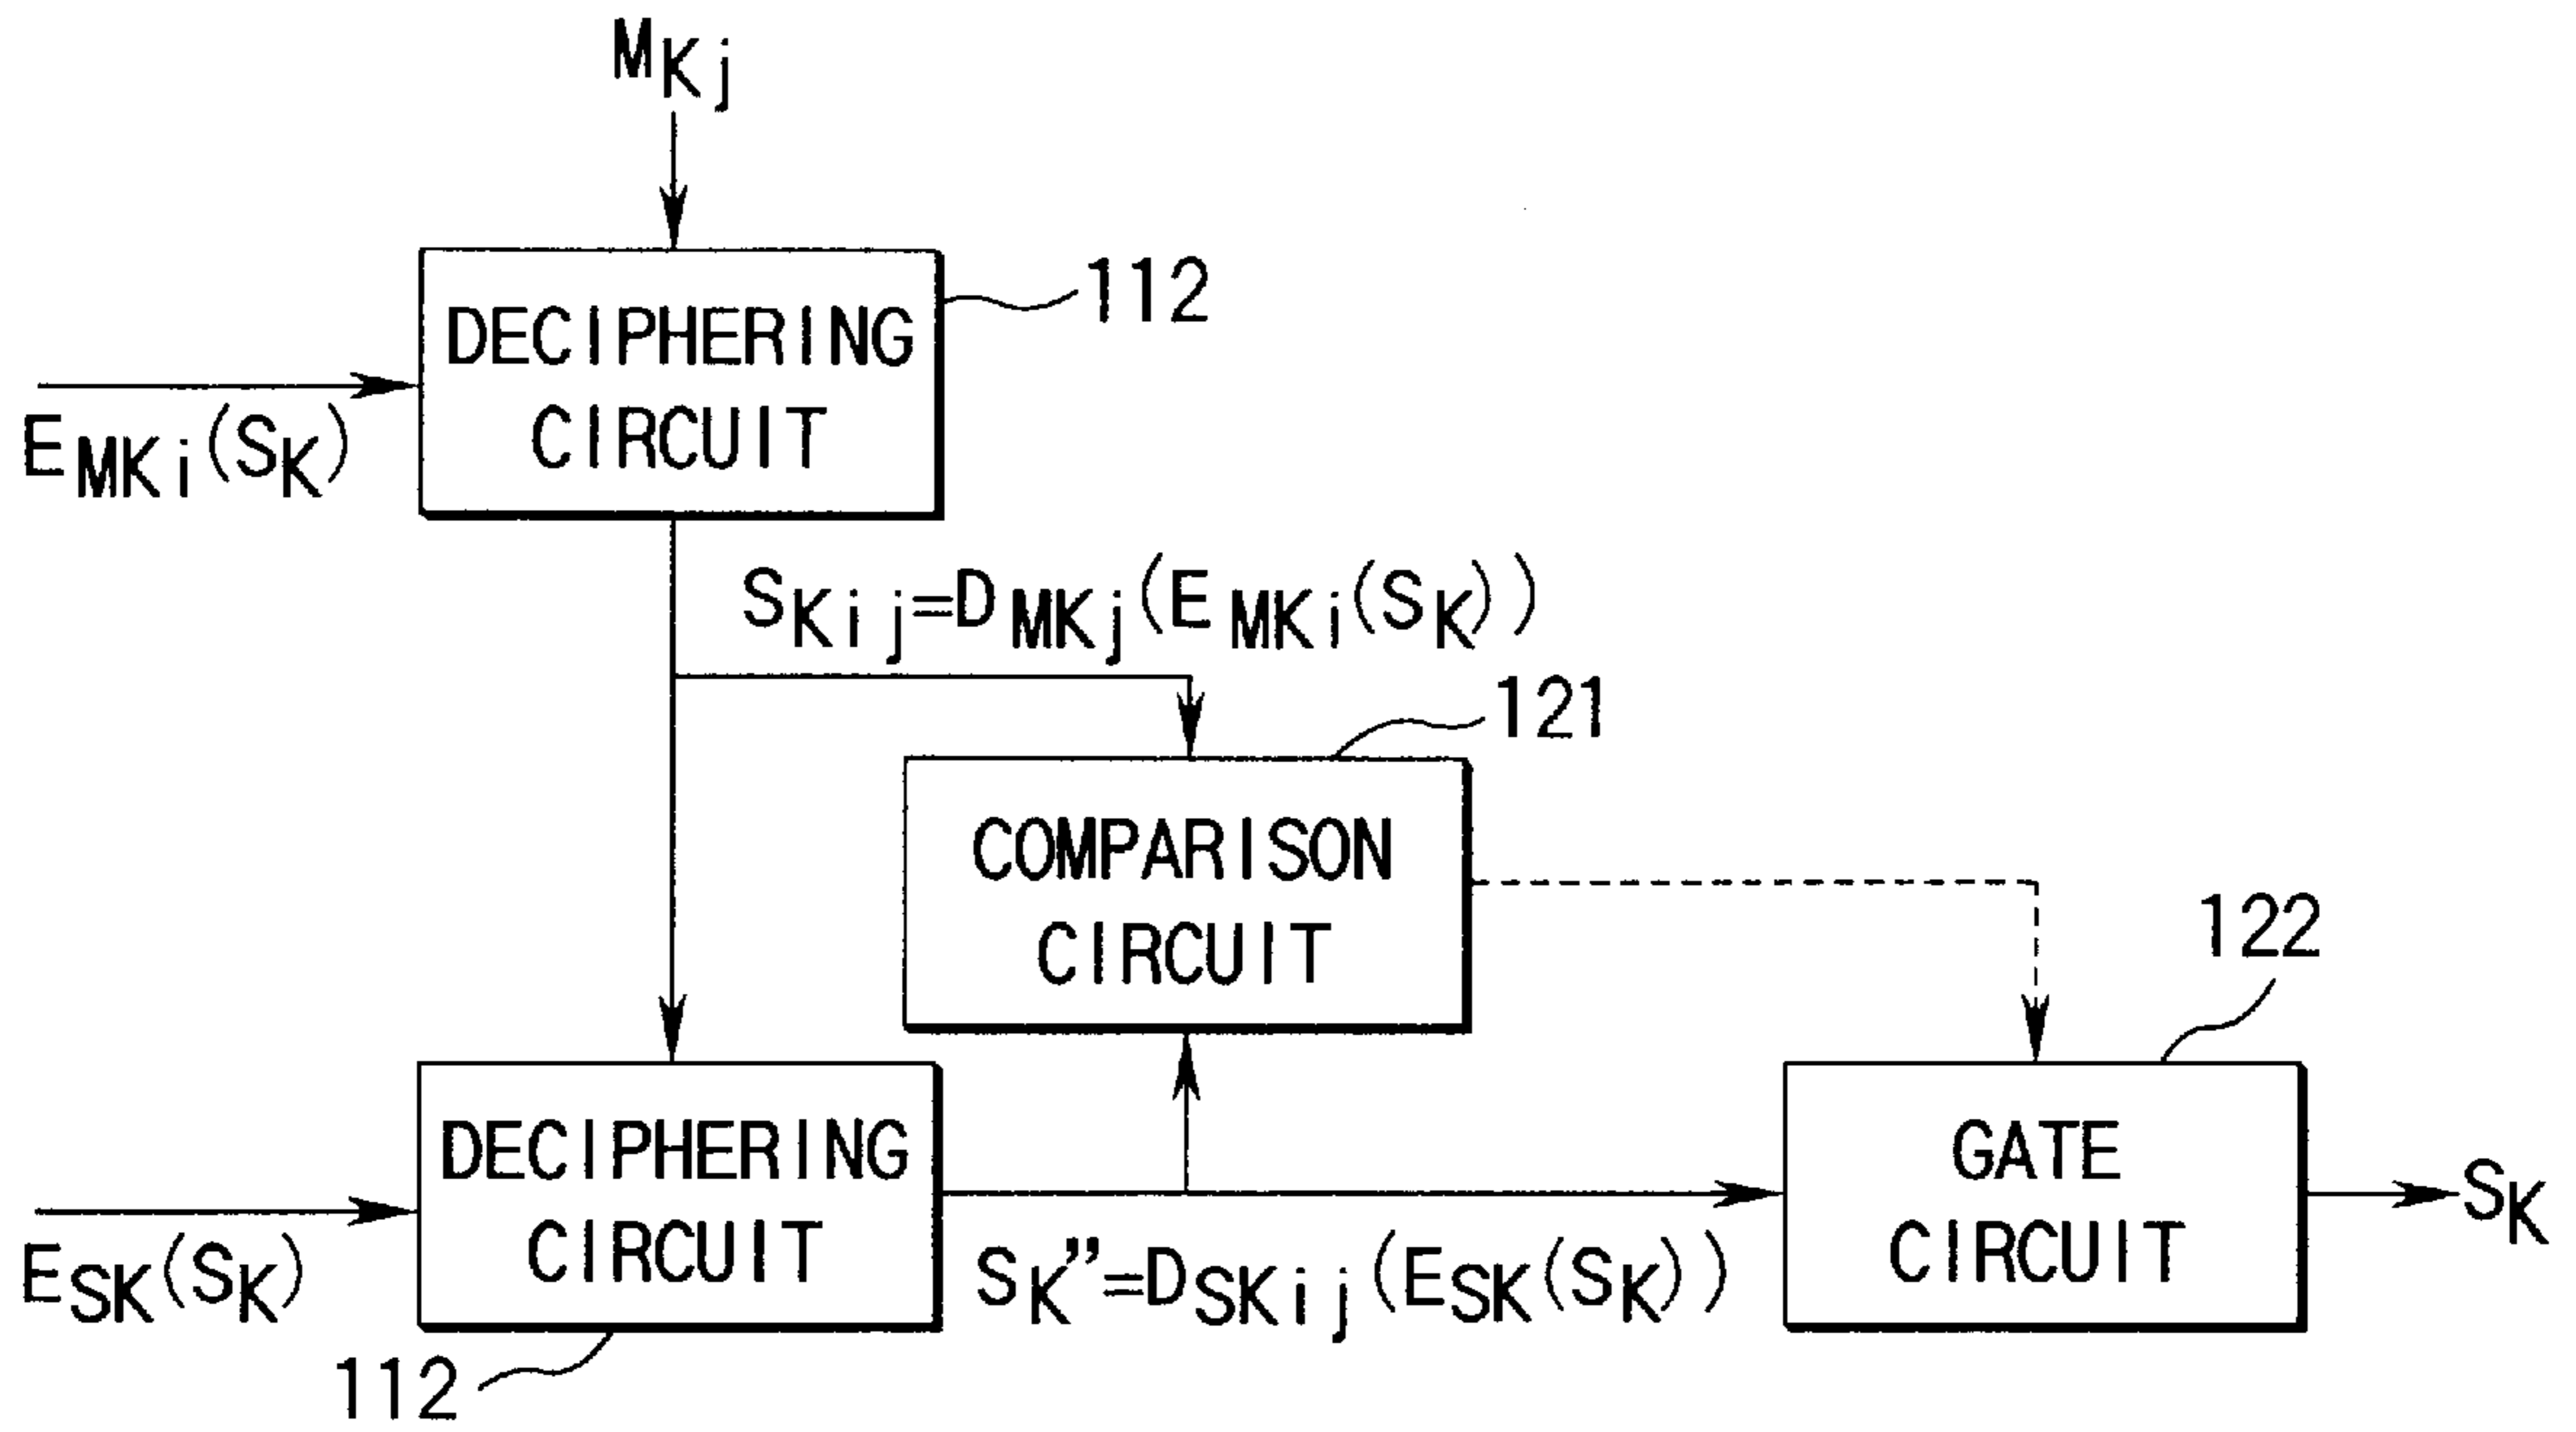 MKj
DECIPHERING
CIRCUIT
112
EMKi(SK)
SKij=DMKj(EMKi(SK))
121
COMPARISON
CIRCUIT
122
DECIPHERING
CIRCUIT
GATE
CIRCUIT
SK
ESK(SK)
SK"=DSKij(ESK(SK))
112